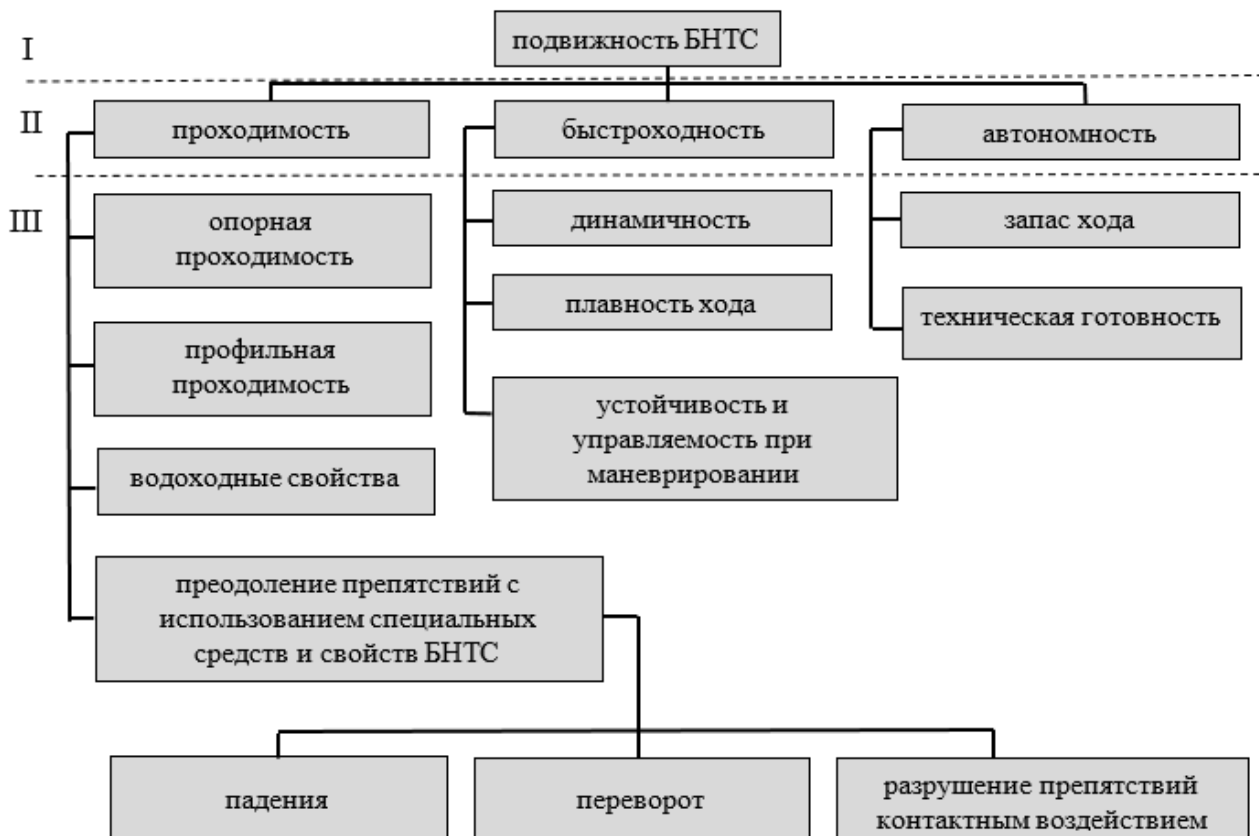 I
подвижность БНТС
II
проходимость
быстроходность
автономность
III
опорная
проходимость
динамичность
запас хода
профильная
проходимость
плавность хода
техническая готовность
водоходные свойства
устойчивость и
управляемость при
маневрировании
преодоление препятствий с
использованием специальных
средств и свойств БНТС
падения
переворот
разрушение препятствий
контактным воздействием